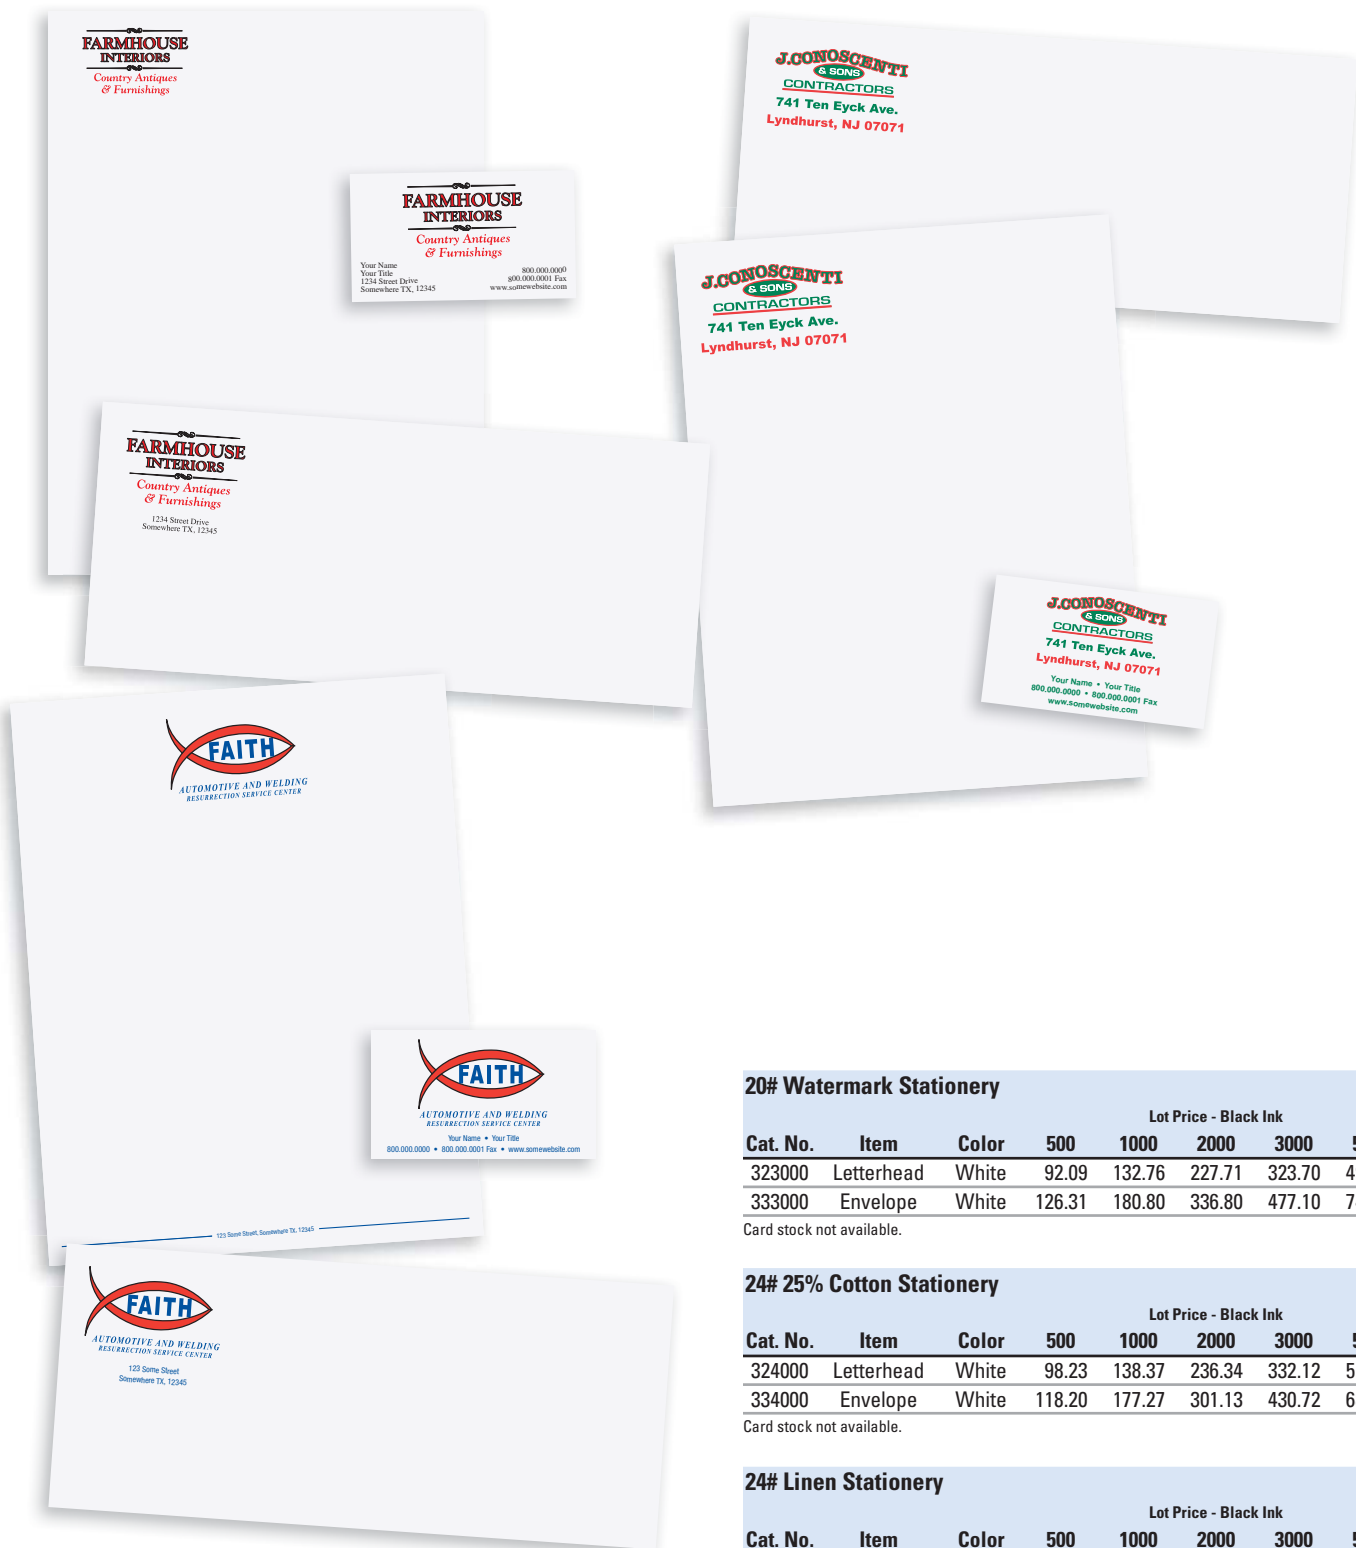 FARMHOUSE
INTERIORS
Country Antiques
& Furnishings
FARMHOUSE
INTERIORS
Country Antiques
& Furnishings
Your Name
Your Title
1234 Street Drive
Somewhere TX, 12345
800.000.0000
800.000.0001 Fax
www.somewebsite.com
FARMHOUSE
INTERIORS
Country Antiques
& Furnishings
1234 Street Drive
Somewhere TX, 12345
J.CONOSCENTI
& SONS
CONTRACTORS
741 Ten Eyck Ave.
Lyndhurst, NJ 07071
J.CONOSCENTI
& SONS
CONTRACTORS
741 Ten Eyck Ave.
Lyndhurst, NJ 07071
J.CONOSCENTI
& SONS
CONTRACTORS
741 Ten Eyck Ave.
Lyndhurst, NJ 07071
Your Name • Your Title
800.000.0000 • 800.000.0001 Fax
www.somewebsite.com
FAITH
AUTOMOTIVE AND WELDING
RESURRECTION SERVICE CENTER
FAITH
AUTOMOTIVE AND WELDING
RESURRECTION SERVICE CENTER
Your Name • Your Title
800.000.0000 • 800.000.0001 Fax • www.somewebsite.com
123 Some Street, Somewhere TX, 12345
FAITH
AUTOMOTIVE AND WELDING
RESURRECTION SERVICE CENTER
123 Some Street
Somewhere TX, 12345
20# Watermark Stationery
Lot Price - Black Ink
Cat. No. Item Color 500 1000 2000 3000
323000 Letterhead White 92.09 132.76 227.71 323.70
333000 Envelope White 126.31 180.80 336.80 477.10
Card stock not available.
24# 25% Cotton Stationery
Lot Price - Black Ink
Cat. No. Item Color 500 1000 2000 3000
324000 Letterhead White 98.23 138.37 236.34 332.12
334000 Envelope White 118.20 177.27 301.13 430.72
Card stock not available.
24# Linen Stationery
Lot Price - Black Ink
Cat. No. Item Color 500 1000 2000 3000